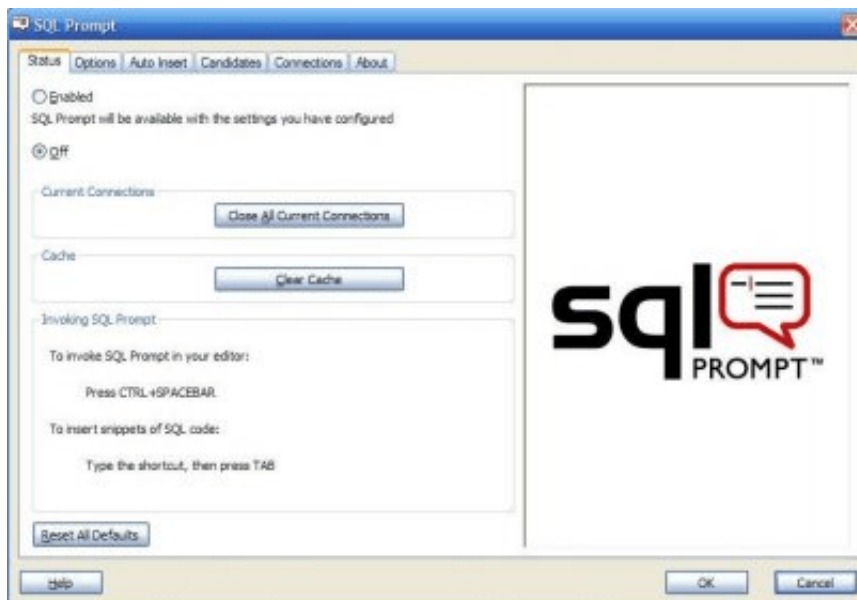 SQL Prompt
Status Options Auto Insert Candidates Connections About
Enabled
SQL Prompt will be available with the settings you have configured
Off
Current Connections
Close All Current Connections
Cache
Clear Cache
Invoking SQL Prompt
To invoke SQL Prompt in your editor:
Press CTRL+SPACEBAR
To insert snippets of SQL code:
Type the shortcut, then press TAB
Reset All Defaults
sql
PROMPT™
Help OK Cancel